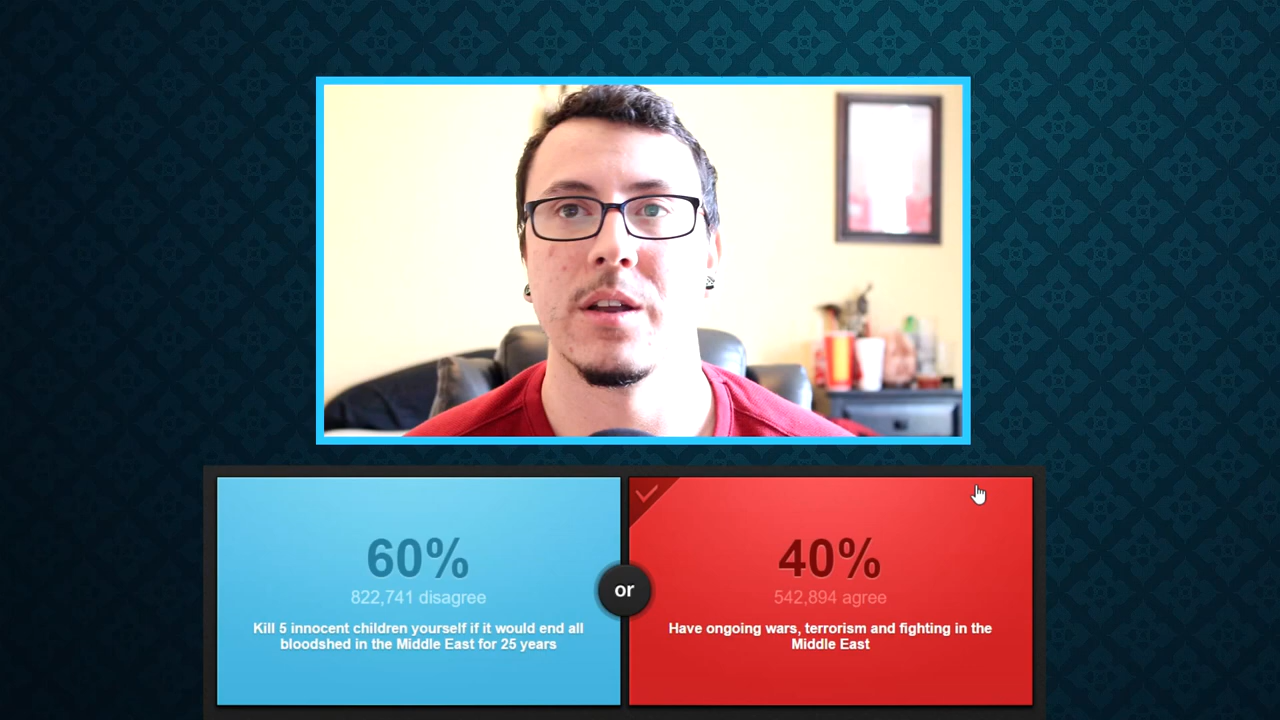 60%
822,741 disagree
Kill 5 innocent children yourself if it would end all
bloodshed in the Middle East for 25 years
or
40%
542,894 agree
Have ongoing wars, terrorism and fighting in the
Middle East